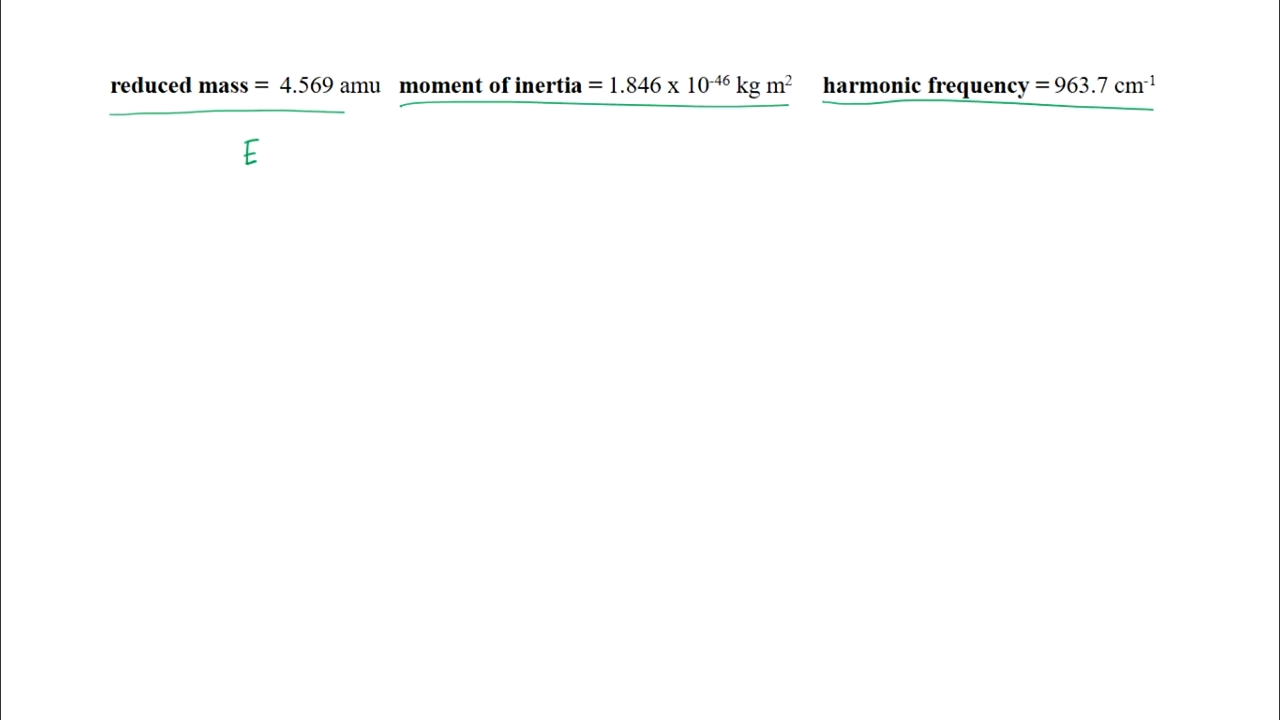 reduced mass = 4.569 amu moment of inertia = 1.846 x 10⁻⁴⁶ kg m² harmonic frequency = 963.7 cm⁻¹
E